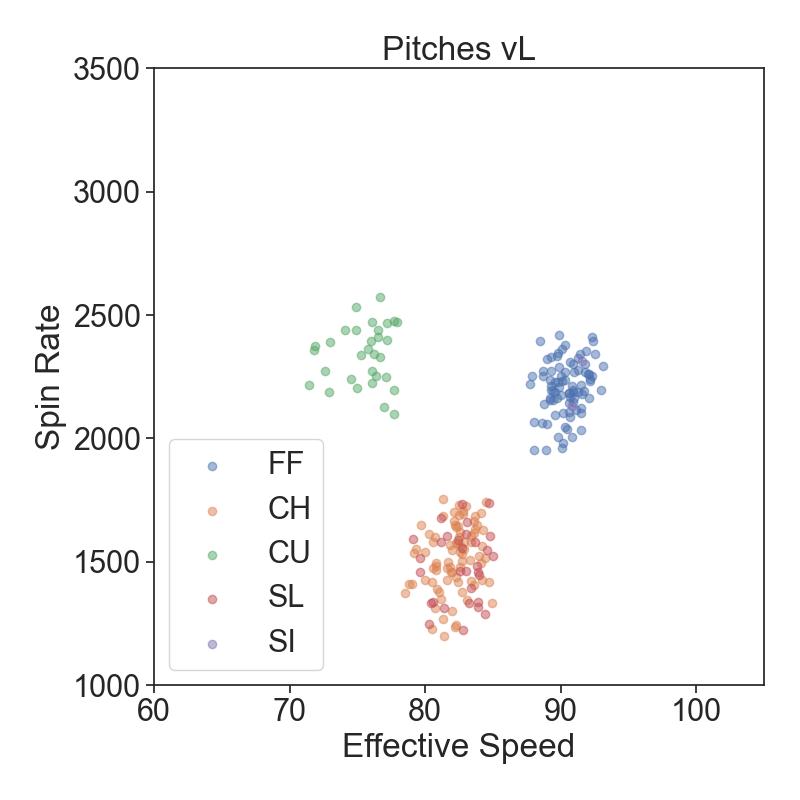 Pitches vL
3500
3000
2500
2000
1500
1000
Spin Rate
FF
CH
CU
SL
SI
60 70 80 90 100
Effective Speed